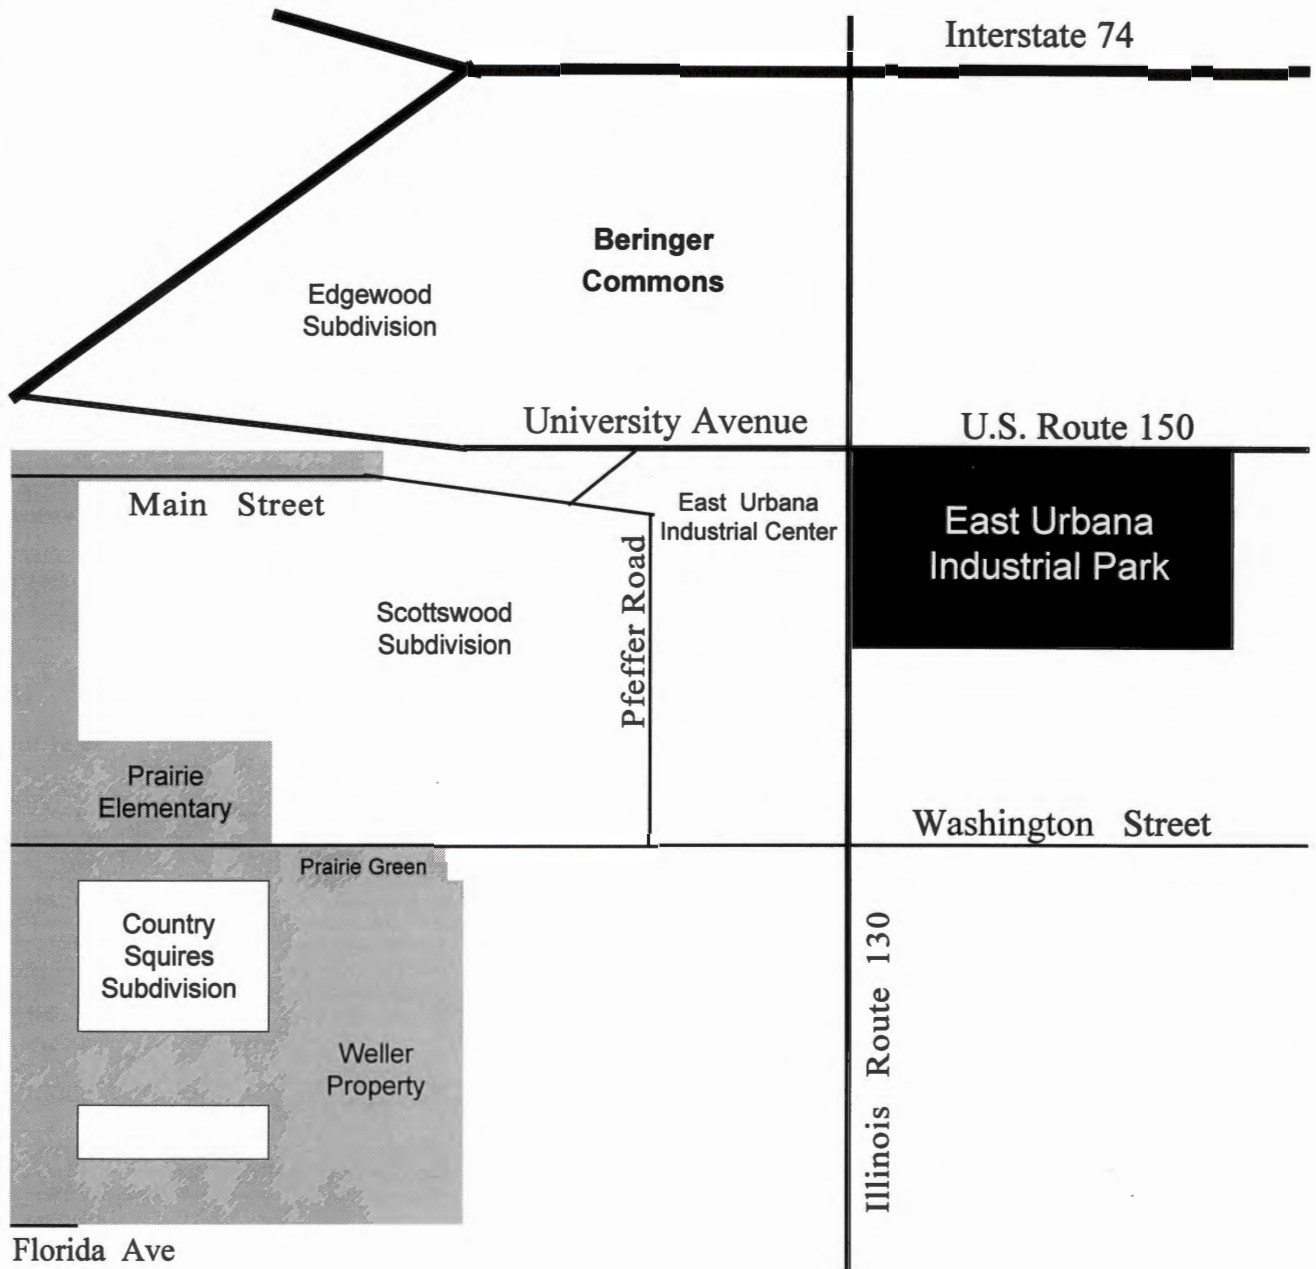 Interstate 74
Beringer
Commons
Edgewood
Subdivision
University Avenue
U.S. Route 150
Main Street
East Urbana
Industrial Center
East Urbana
Industrial Park
Pfeffer Road
Scottswood
Subdivision
Prairie
Elementary
Washington Street
Prairie Green
Country
Squires
Subdivision
Illinois Route 130
Weller
Property
Florida Ave